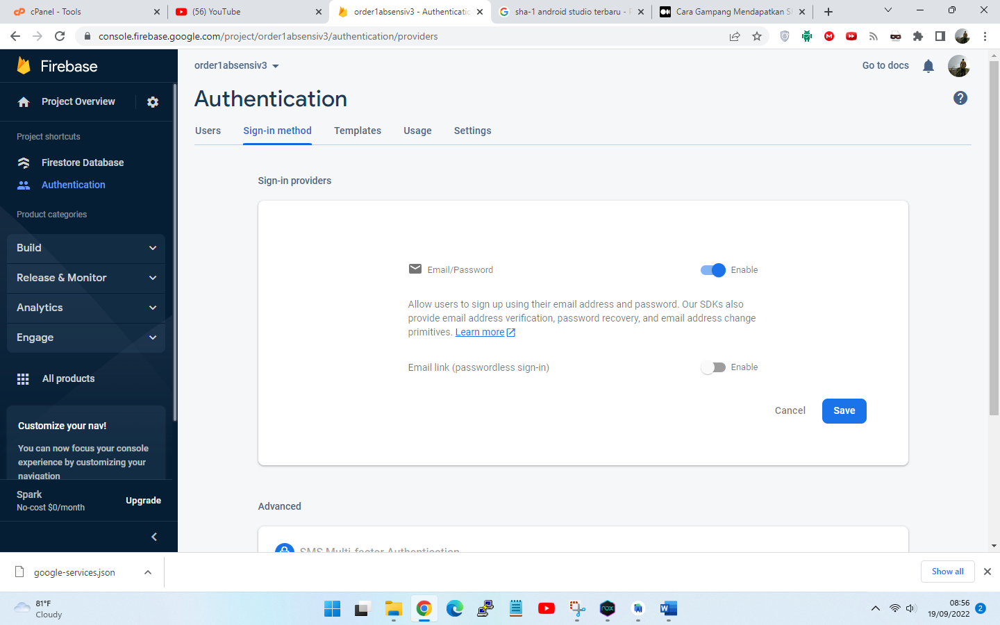 cPanel - Tools
(56) YouTube
order1absensiv3 - Authenticatic
sha-1 android studio terbaru -
Cara Gampang Mendapatkan
console.firebase.google.com/project/order1absensiv3/authentication/providers
Firebase
Project Overview
Project shortcuts
Firestore Database
Authentication
Product categories
Build
Release & Monitor
Analytics
Engage
All products
Customize your nav!
You can now focus your console
experience by customizing your
navigation
Spark
No-cost $0/month
Upgrade
order1absensiv3
Go to docs
Authentication
Users
Sign-in method
Templates
Usage
Settings
Sign-in providers
Email/Password
Enable
Allow users to sign up using their email address and password. Our SDKs also
provide email address verification, password recovery, and email address change
primitives. Learn more
Email link (passwordless sign-in)
Enable
Cancel
Save
Advanced
SMS Multi-factor Authentication
google-services.json
Show all
81°F
Cloudy
nox
W
08:56
19/09/2022
2